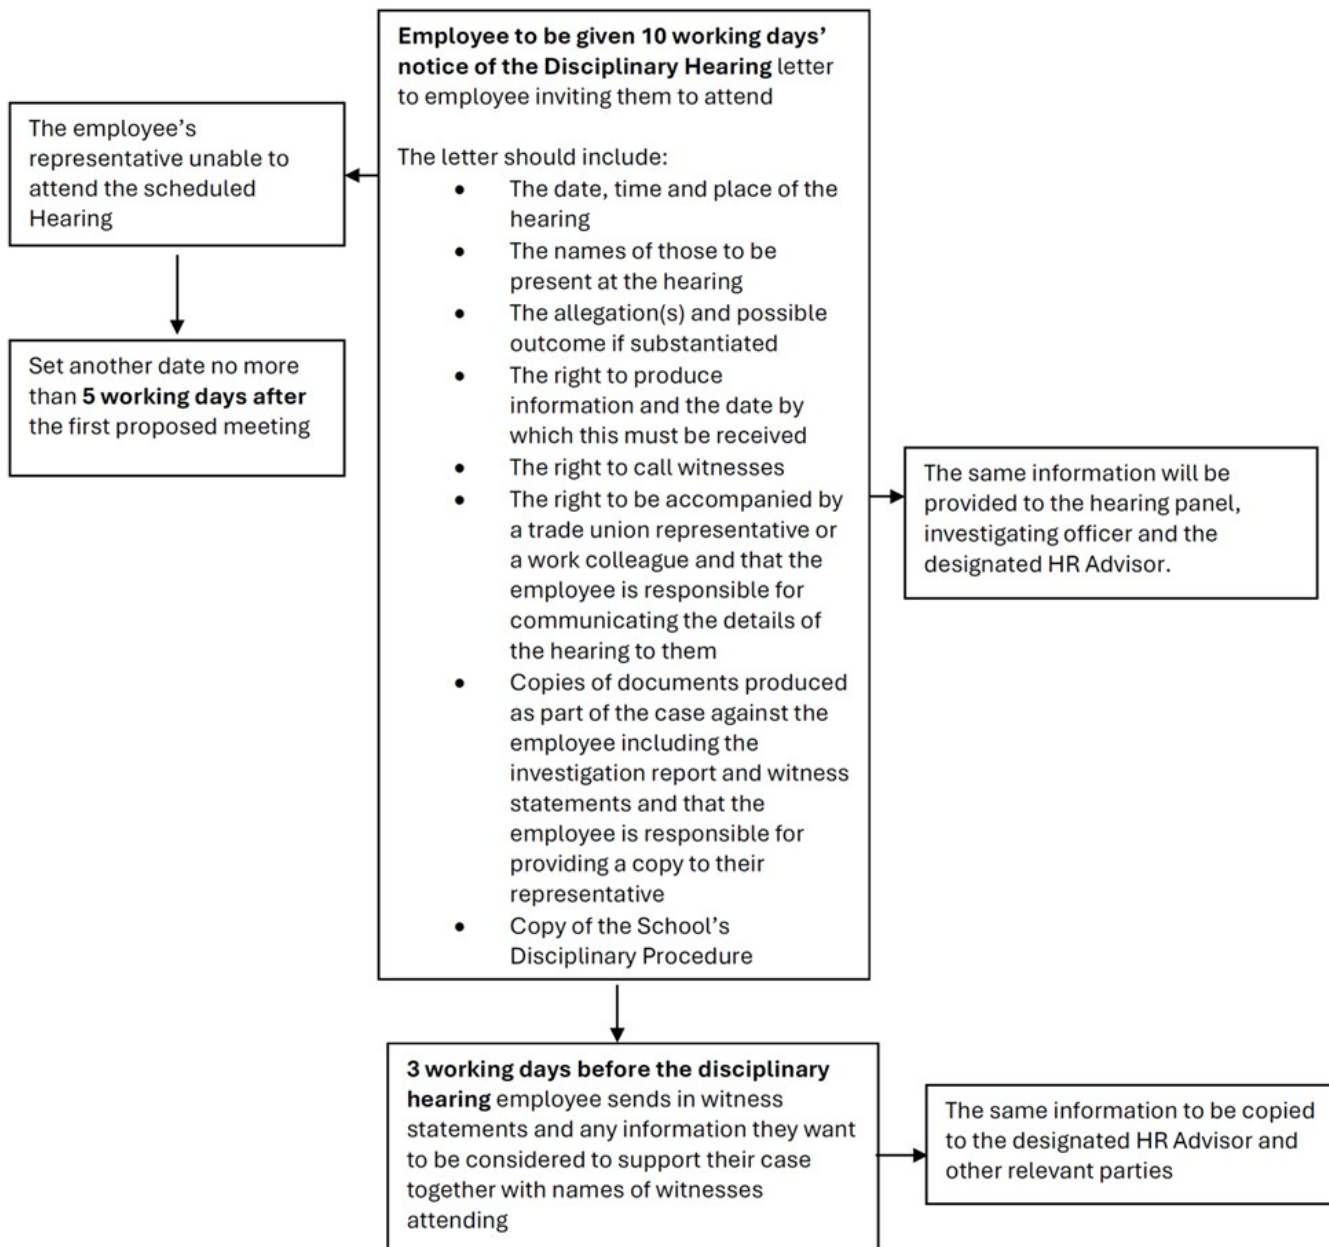 Employee to be given 10 working days’
notice of the Disciplinary Hearing letter
to employee inviting them to attend
The letter should include:
• The date, time and place of the
hearing
• The names of those to be
present at the hearing
• The allegation(s) and possible
outcome if substantiated
• The right to produce
information and the date by
which this must be received
• The right to call witnesses
• The right to be accompanied by
a trade union representative or
a work colleague and that the
employee is responsible for
communicating the details of
the hearing to them
• Copies of documents produced
as part of the case against the
employee including the
investigation report and witness
statements and that the
employee is responsible for
providing a copy to their
representative
• Copy of the School’s
Disciplinary Procedure
The employee’s
representative unable to
attend the scheduled
Hearing
Set another date no more
than 5 working days after
the first proposed meeting
The same information will be
provided to the hearing panel,
investigating officer and the
designated HR Advisor.
3 working days before the disciplinary
hearing employee sends in witness
statements and any information they want
to be considered to support their case
together with names of witnesses
attending
The same information to be copied
to the designated HR Advisor and
other relevant parties